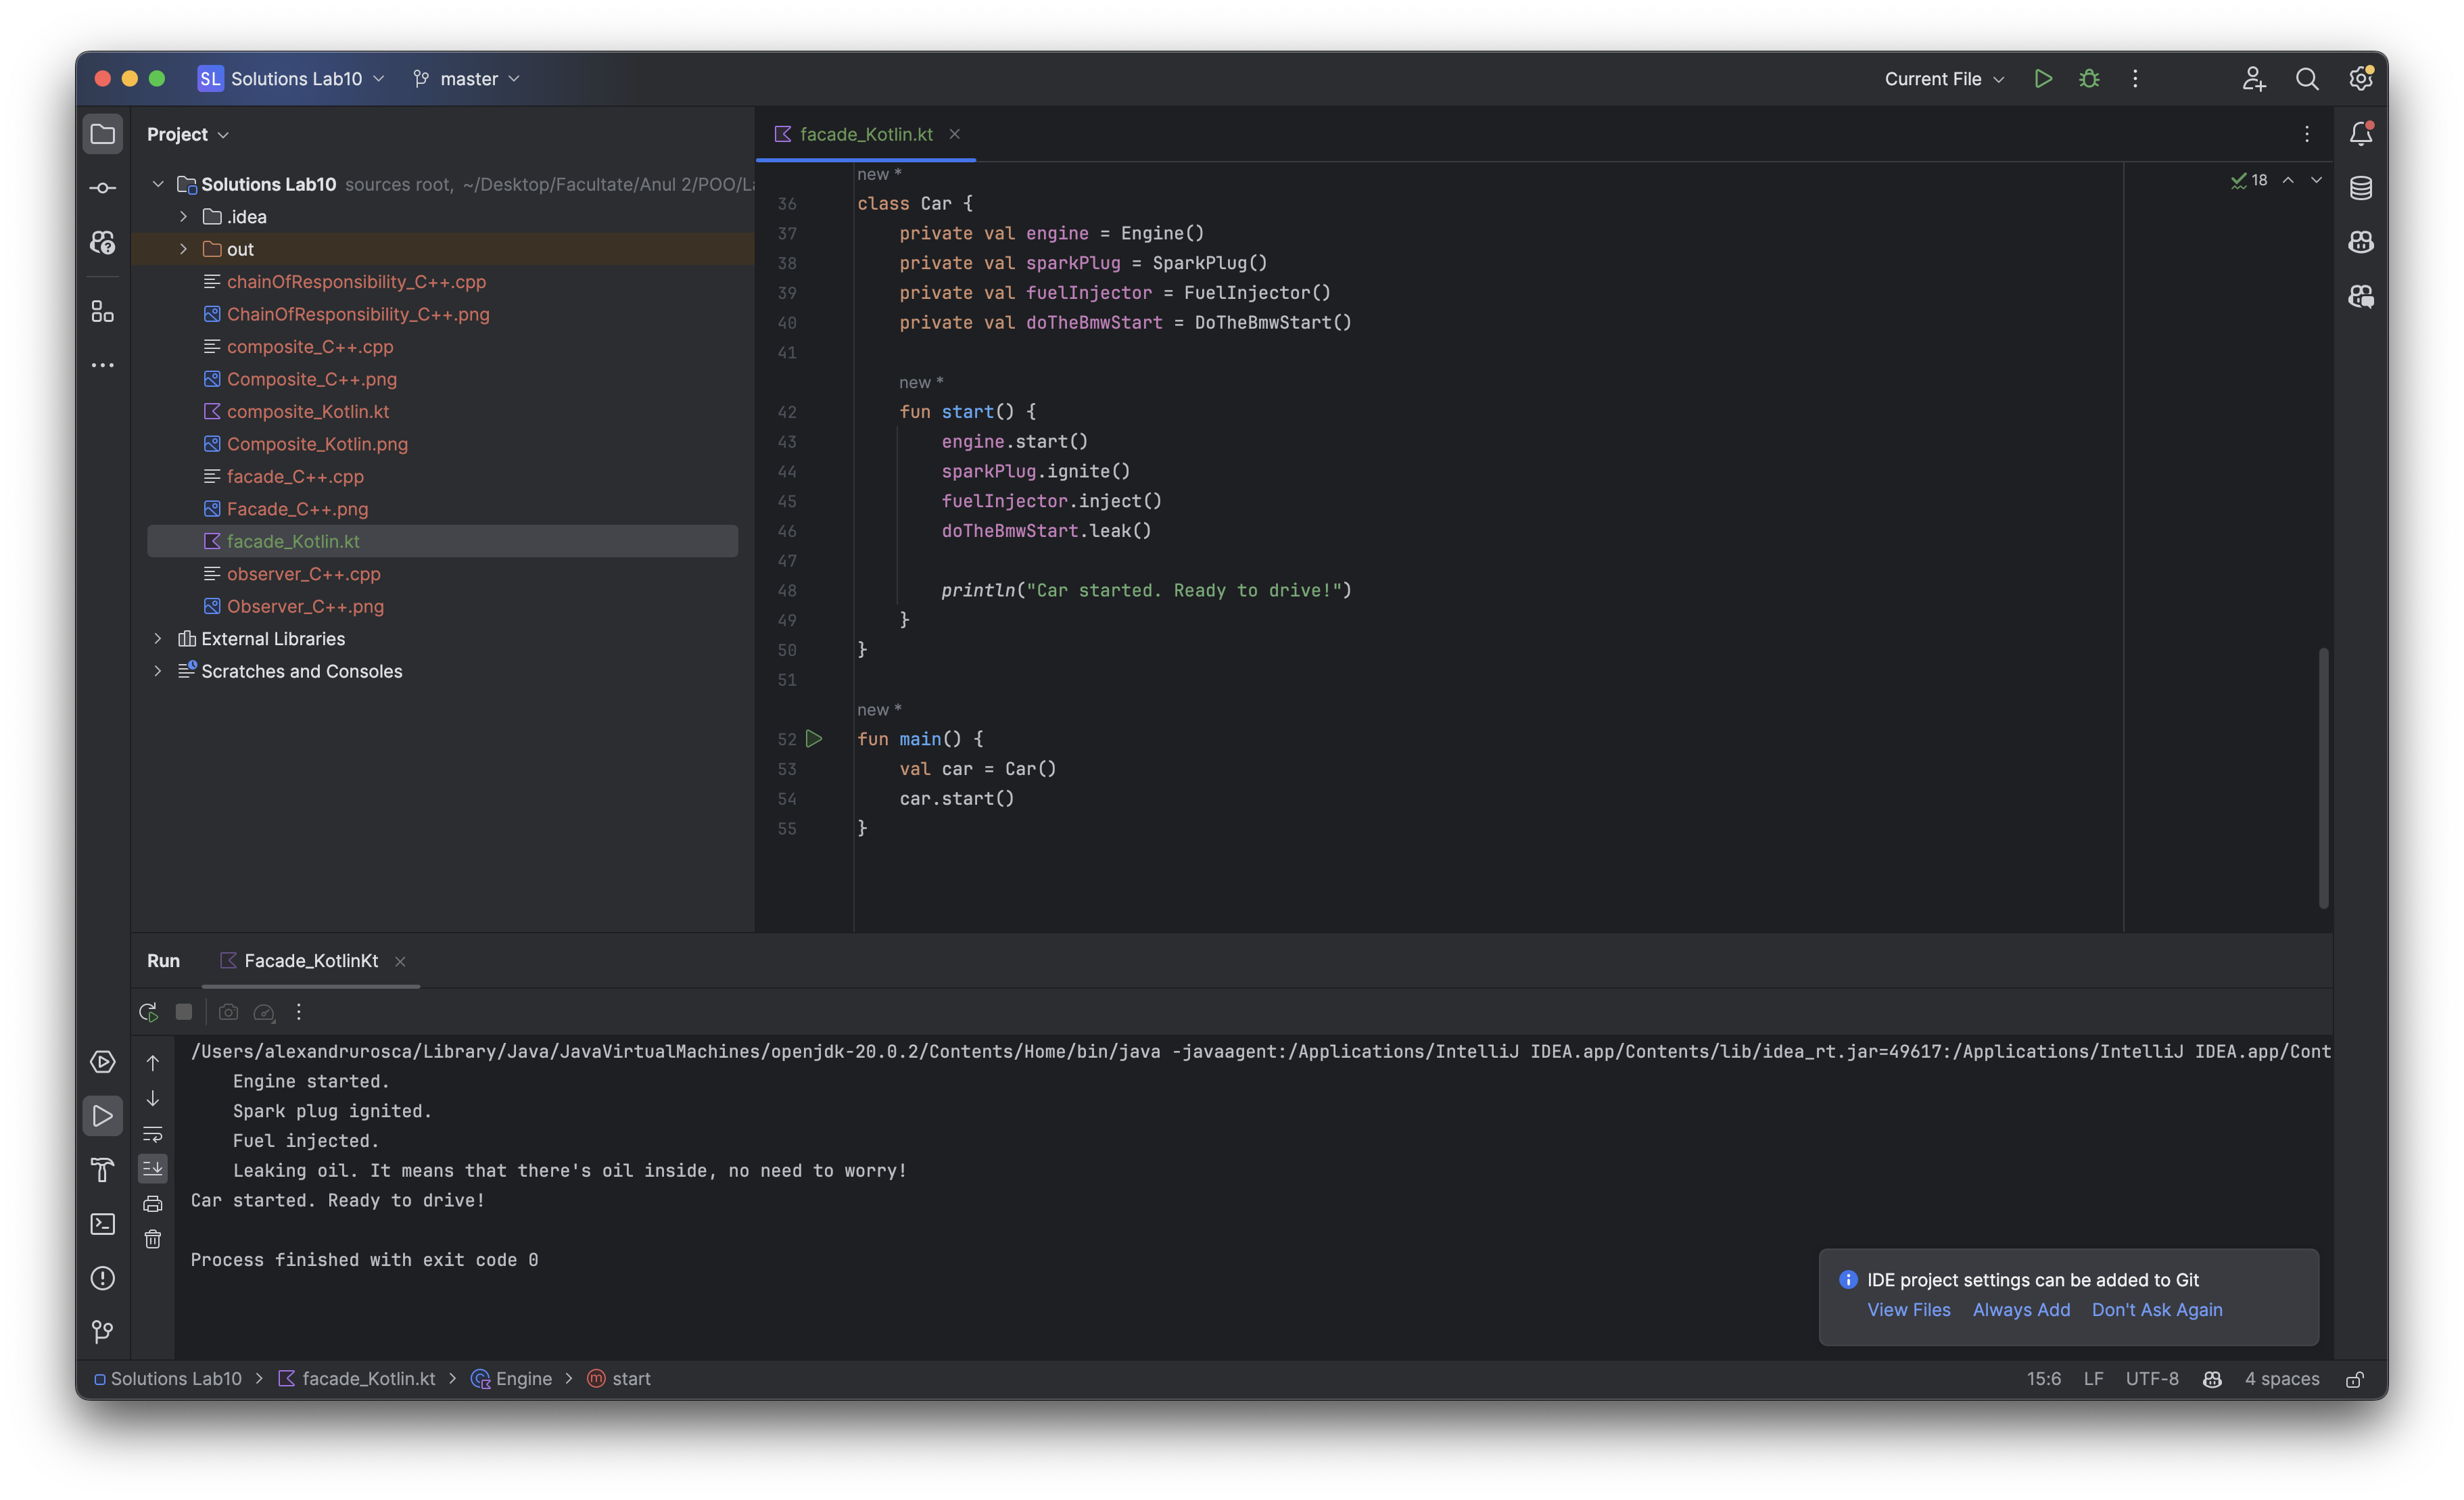 SL Solutions Lab10 master Current File
Project
Solutions Lab10 sources root, ~/Desktop/Facultate/Anul 2/POO/L
.idea
out
chainOfResponsibility_C++.cpp
ChainOfResponsibility_C++.png
composite_C++.cpp
Composite_C++.png
composite_Kotlin.kt
Composite_Kotlin.png
facade_C++.cpp
Facade_C++.png
facade_Kotlin.kt
observer_C++.cpp
Observer_C++.png
External Libraries
Scratches and Consoles
facade_Kotlin.kt
18
new *
36 class Car {
37 private val engine = Engine()
38 private val sparkPlug = SparkPlug()
39 private val fuelInjector = FuelInjector()
40 private val doTheBmwStart = DoTheBmwStart()
41
new *
42 fun start() {
43 engine.start()
44 sparkPlug.ignite()
45 fuelInjector.inject()
46 doTheBmwStart.leak()
47
48 println("Car started. Ready to drive!")
49 }
50 }
51
new *
52 fun main() {
53 val car = Car()
54 car.start()
55 }
Run Facade_KotlinKt
/Users/alexandrurosca/Library/Java/JavaVirtualMachines/openjdk-20.0.2/Contents/Home/bin/java -javaagent:/Applications/IntelliJ IDEA.app/Contents/lib/idea_rt.jar=49617:/Applications/IntelliJ IDEA.app/Cont
Engine started.
Spark plug ignited.
Fuel injected.
Leaking oil. It means that there's oil inside, no need to worry!
Car started. Ready to drive!
Process finished with exit code 0
IDE project settings can be added to Git
View Files Always Add Don't Ask Again
Solutions Lab10 > facade_Kotlin.kt > Engine > start 15:6 LF UTF-8 4 spaces